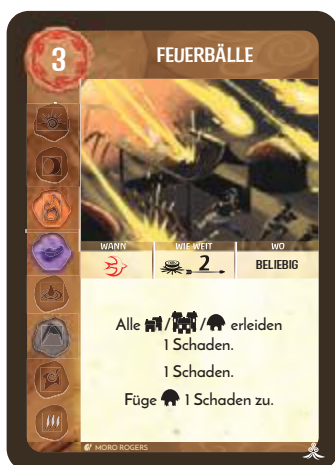 3
FEUERBÄLLE
WANN
WIE WEIT
WO
2
BELIEBIG
Alle / / erleiden
1 Schaden.
1 Schaden.
Füge 1 Schaden zu.
MORO ROGERS